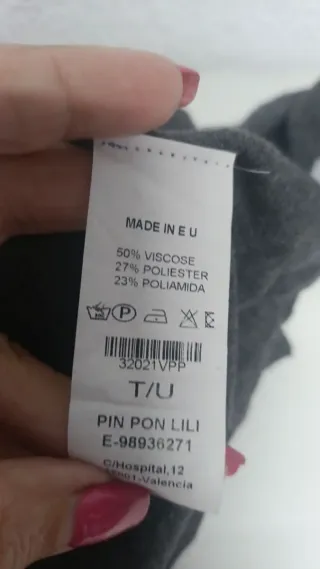 MADE IN E U
50% VISCOSE
27% POLIESTER
23% POLIAMIDA
P
32021VPP
T/U
PIN PON LILI
E-98936271
C/Hospital,12
Valencia